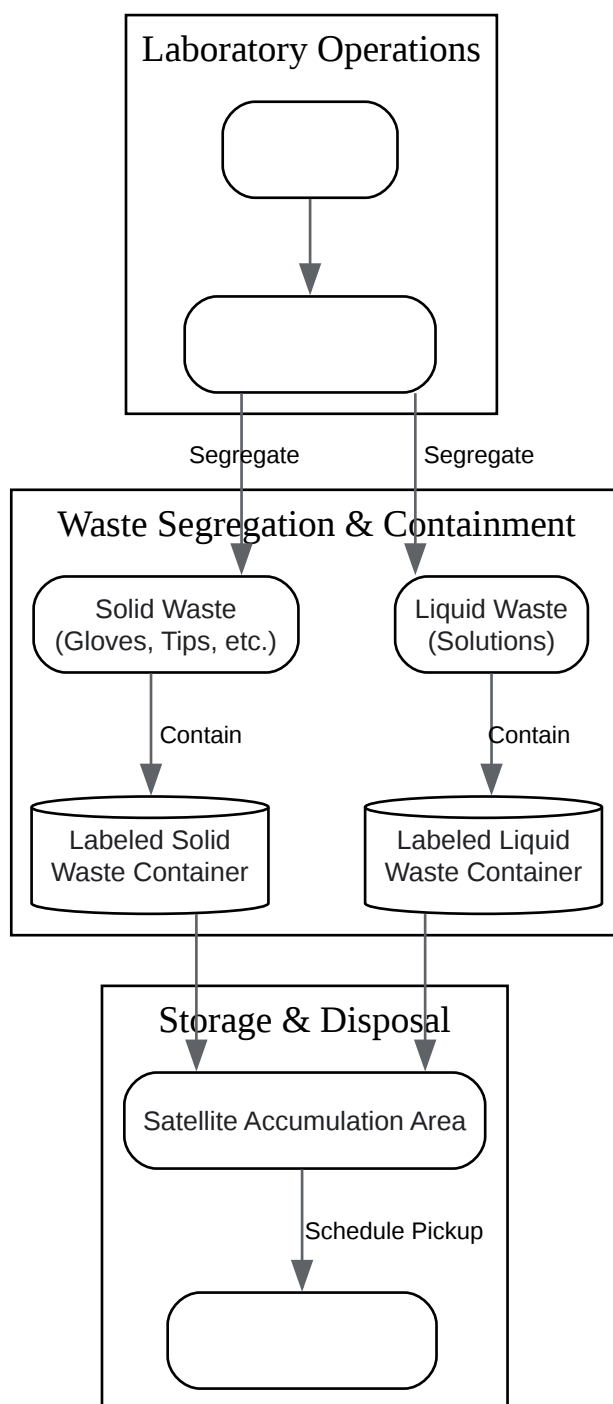 Laboratory Operations
Segregate
Segregate
Waste Segregation & Containment
Solid Waste
(Gloves, Tips, etc.)
Liquid Waste
(Solutions)
Contain
Contain
Labeled Solid
Waste Container
Labeled Liquid
Waste Container
Storage & Disposal
Satellite Accumulation Area
Schedule Pickup